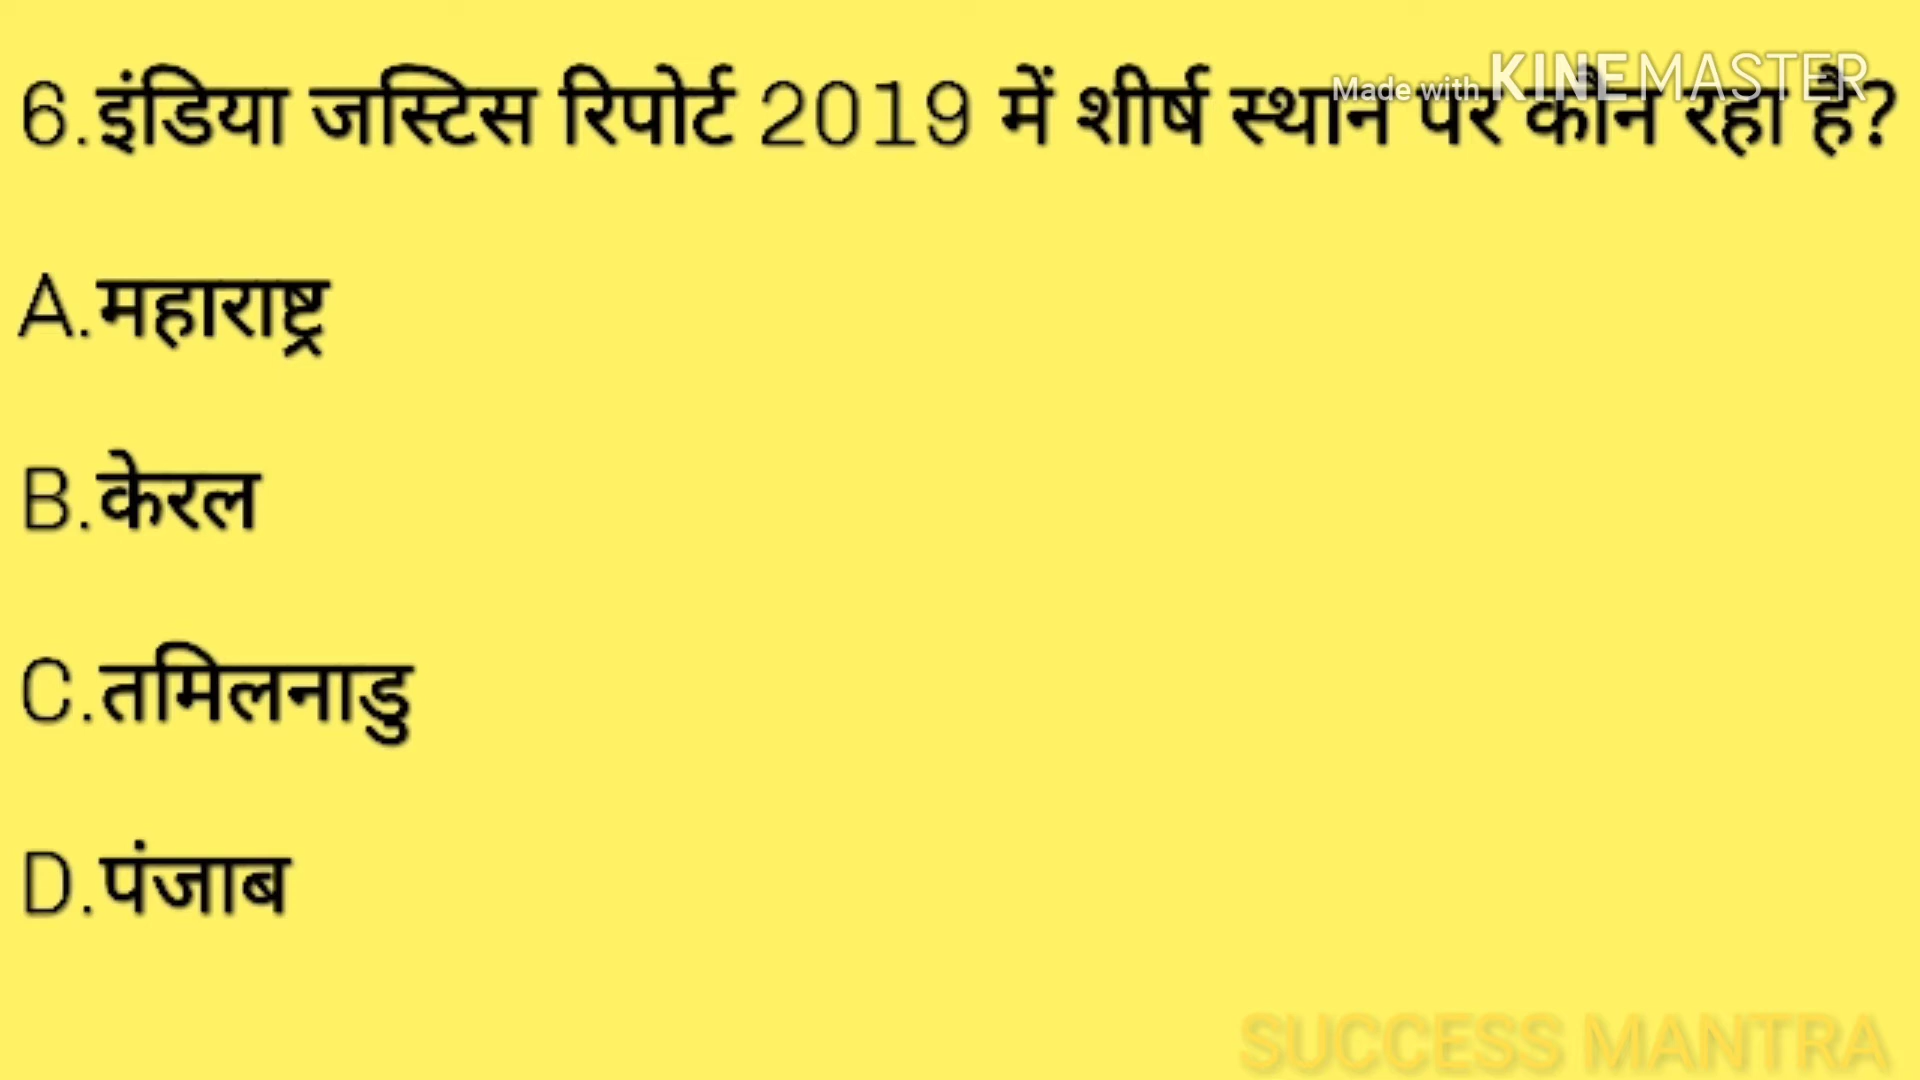 Made with KINEMASTER
6.इंडिया जस्टिस रिपोर्ट 2019 में शीर्ष स्थान पर कौन रहा है?
A.महाराष्ट्र
B.केरल
C.तमिलनाडु
D.पंजाब
SUCCESS MANTRA